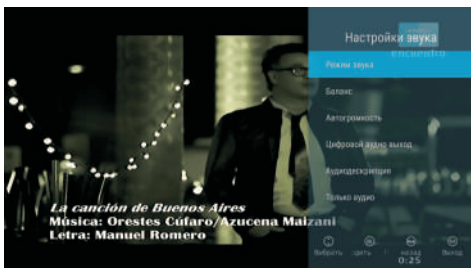 Настройки звука
encuentro
Режим звука
Баланс
Автогромкость
Цифровой аудио выход
Аудиодескрипция
Только аудио
La canción de Buenos Aires
Música: Orestes Cúfaro/Azucena Maizani
Letra: Manuel Romero
Выбрать назад Выход
0:25